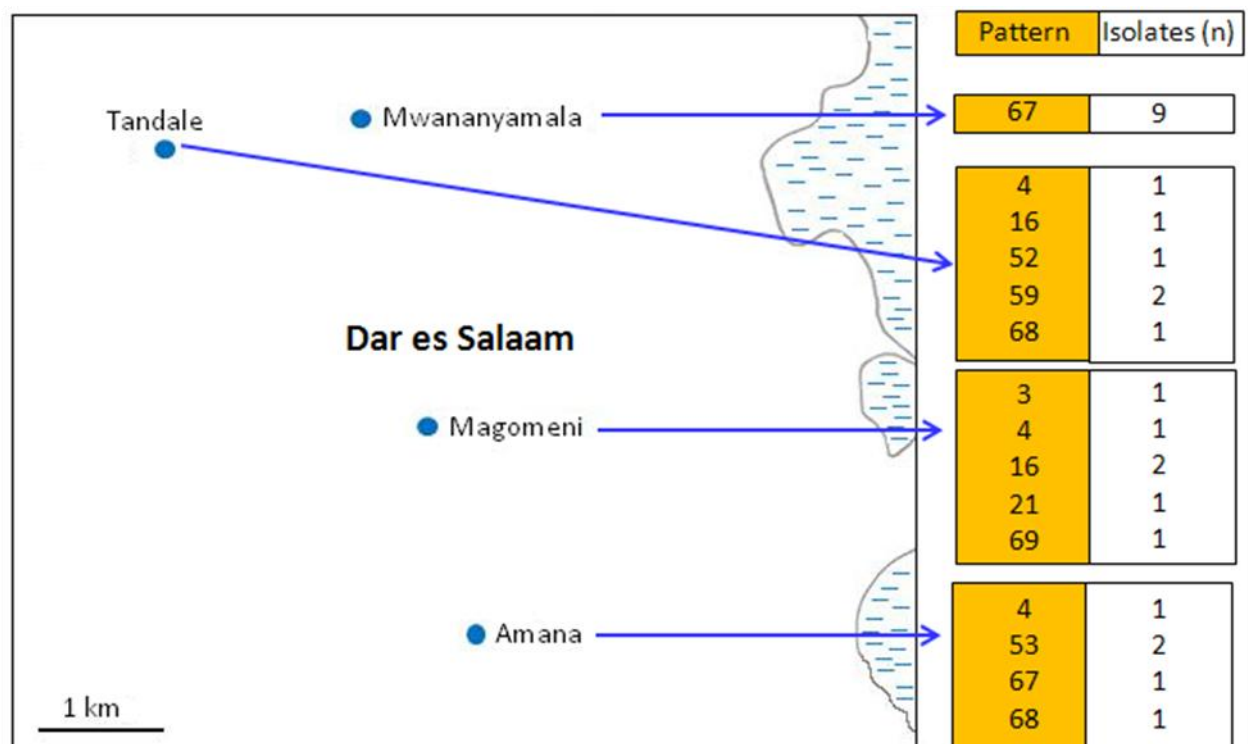 Pattern Isolates (n)
Mwananyamala
67 9
Tandale
4 1
16 1
52 1
59 2
68 1
Dar es Salaam
3 1
4 1
Magomeni
16 2
21 1
69 1
4 1
Amana
53 2
67 1
68 1
1 km